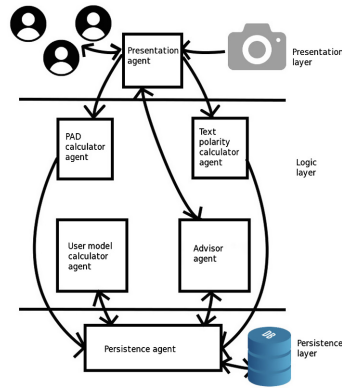 Presentation
agent
Presentation
layer
PAD
calculator
agent
Text
polarity
calculator
agent
Logic
layer
User model
calculator
agent
Advisor
agent
Persistence agent
DB
Persistence
layer